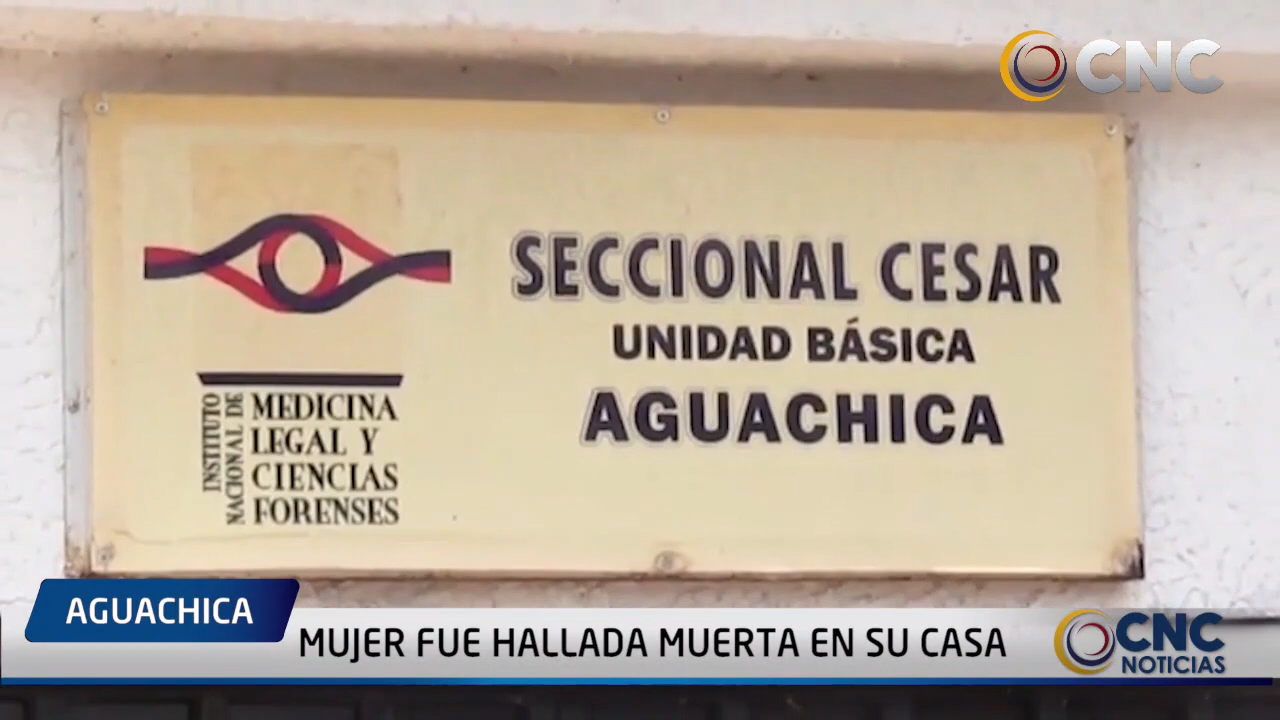 CNC
SECCIONAL CESAR
UNIDAD BÁSICA
AGUACHICA
INSTITUTO
NACIONAL DE
MEDICINA
LEGAL Y
CIENCIAS
FORENSES
AGUACHICA
MUJER FUE HALLADA MUERTA EN SU CASA
CNC
NOTICIAS